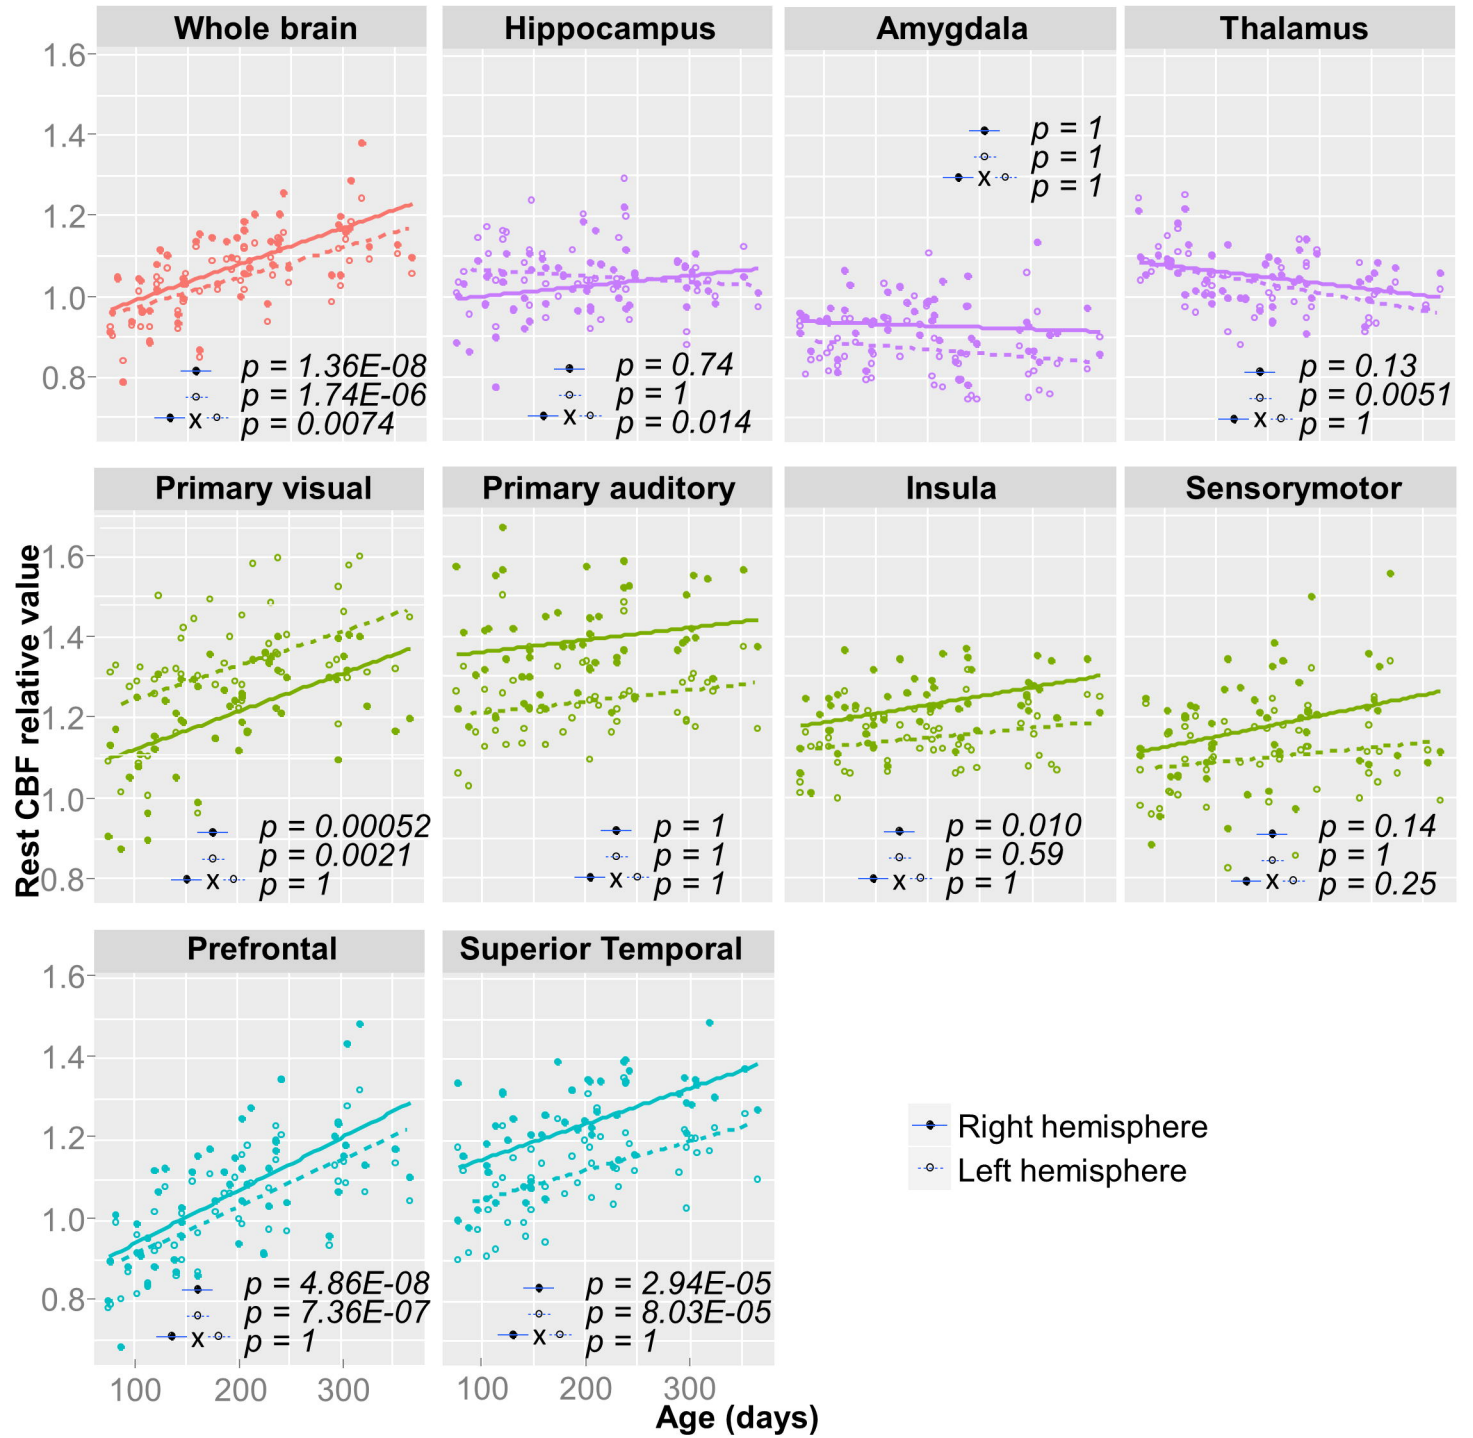 Whole brain
Hippocampus
Amygdala
Thalamus
1.6
1.4
1.2
1.0
0.8
p = 1.36E-08
p = 1.74E-06
x p = 0.0074
p = 0.74
p = 1
x p = 0.014
p = 1
p = 1
x p = 1
p = 0.13
p = 0.0051
x p = 1
Primary visual
Primary auditory
Insula
Sensorymotor
Rest CBF relative value
1.6
1.4
1.2
1.0
0.8
p = 0.00052
p = 0.0021
x p = 1
p = 1
p = 1
x p = 1
p = 0.010
p = 0.59
x p = 1
p = 0.14
p = 1
x p = 0.25
Prefrontal
Superior Temporal
1.6
1.4
1.2
1.0
0.8
p = 4.86E-08
p = 7.36E-07
x p = 1
p = 2.94E-05
p = 8.03E-05
x p = 1
Right hemisphere
Left hemisphere
100 200 300
100 200 300
Age (days)